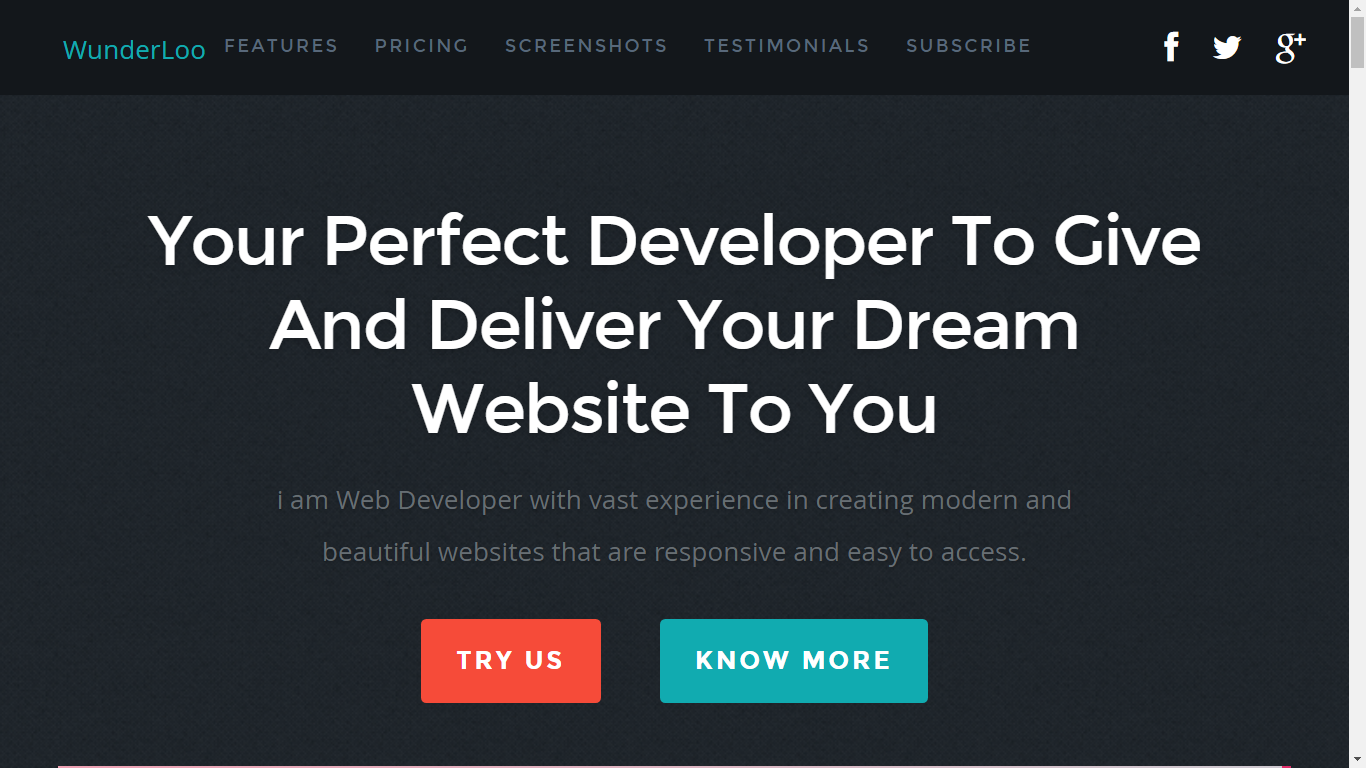 WunderLoo FEATURES PRICING SCREENSHOTS TESTIMONIALS SUBSCRIBE
Your Perfect Developer To Give
And Deliver Your Dream
Website To You
i am Web Developer with vast experience in creating modern and
beautiful websites that are responsive and easy to access.
TRY US KNOW MORE